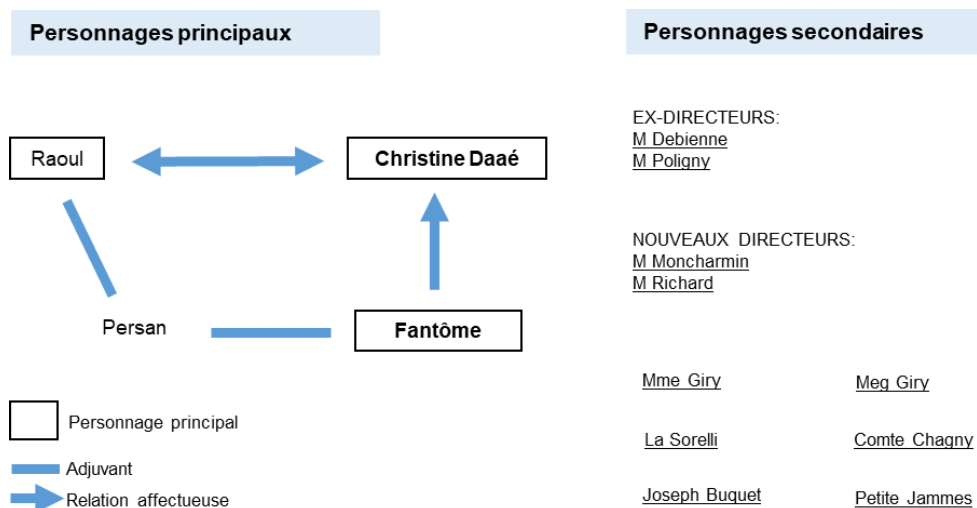 Personnages principaux
Raoul
Christine Daaé
Persan
Fantôme
Personnage principal
Adjuvant
Relation affectueuse
Personnages secondaires
EX-DIRECTEURS:
M Debienne
M Poligny
NOUVEAUX DIRECTEURS:
M Moncharmin
M Richard
Mme Giry
Meg Giry
La Sorelli
Comte Chagny
Joseph Buquet
Petite Jammes